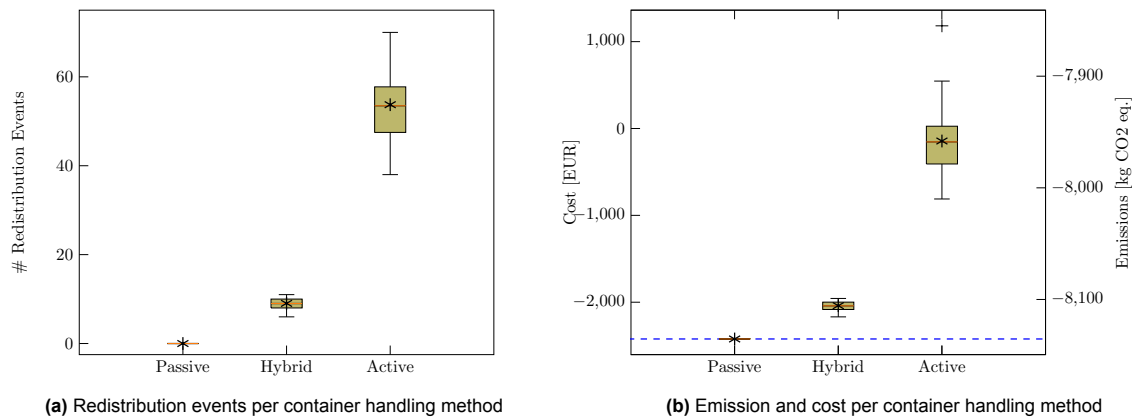 # Redistribution Events
60
40
20
0
Passive Hybrid Active
(a) Redistribution events per container handling method
Cost [EUR]
1,000
0
−1,000
−2,000
Passive Hybrid Active
−7,900
−8,000
−8,100
Emissions [kg CO2 eq.]
(b) Emission and cost per container handling method